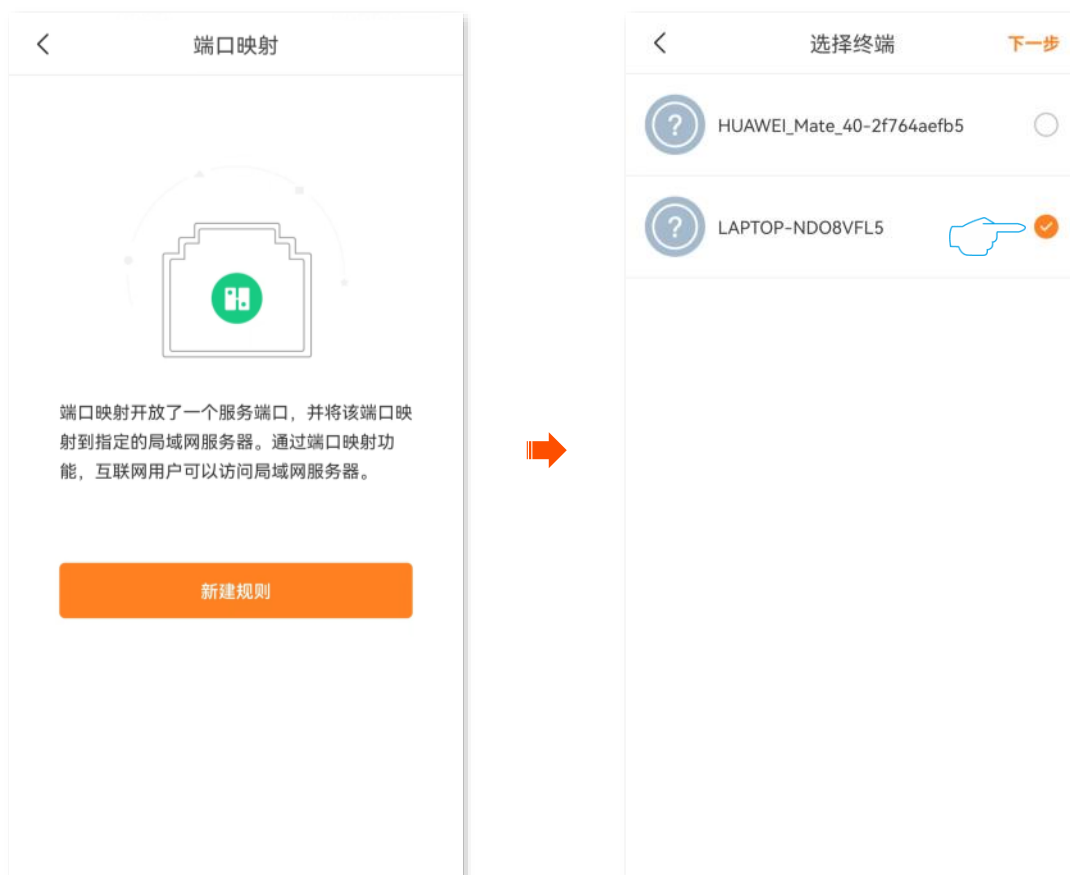 端口映射
端口映射开放了一个服务端口，并将该端口映
射到指定的局域网服务器。通过端口映射功
能，互联网用户可以访问局域网服务器。
新建规则
选择终端
下一步
HUAWEI_Mate_40-2f764aefb5
LAPTOP-NDO8VFL5